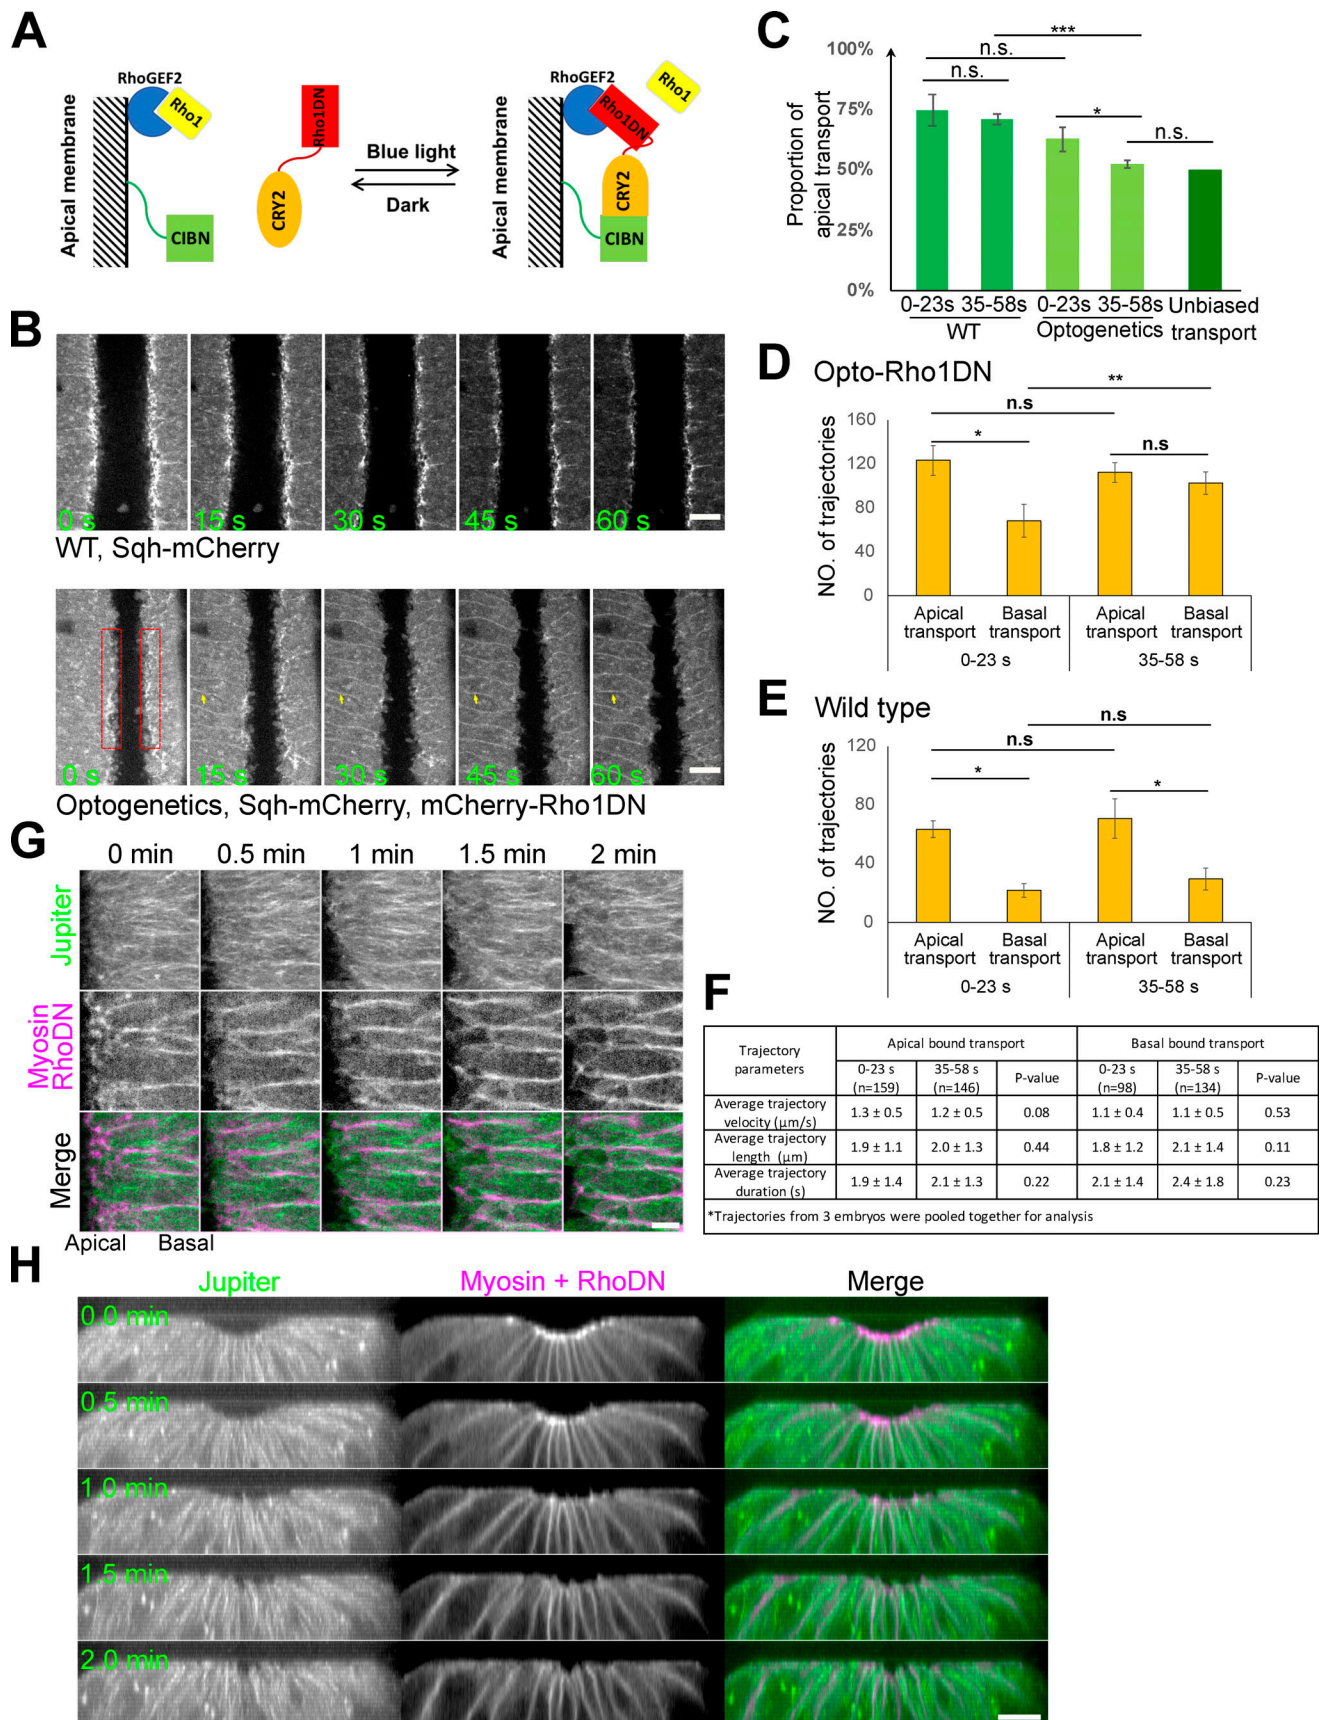 A
RhoGEF2
Rho1
Apical membrane
CIBN
CRY2
Rho1DN
Blue light
Dark
RhoGEF2
Rho1DN
Rho1
Apical membrane
CRY2
CIBN
B
0 s
15 s
30 s
45 s
60 s
WT, Sqh-mCherry
0 s
15 s
30 s
45 s
60 s
Optogenetics, Sqh-mCherry, mCherry-Rho1DN
C
Proportion of
apical transport
100%
75%
50%
25%
0%
***
n.s.
n.s.
*
n.s.
0-23s 35-58s 0-23s 35-58s Unbiased
WT Optogenetics transport
D Opto-Rho1DN
NO. of trajectories
160
120
80
40
0
**
n.s
*
n.s
Apical transport
Basal transport
Apical transport
Basal transport
0-23 s
35-58 s
E Wild type
NO. of trajectories
120
80
40
0
n.s
n.s
*
*
Apical transport
Basal transport
Apical transport
Basal transport
0-23 s
35-58 s
F
Trajectory parameters
Apical bound transport
Basal bound transport
0-23 s (n=159)
35-58 s (n=146)
P-value
0-23 s (n=98)
35-58 s (n=134)
P-value
Average trajectory velocity (μm/s) 1.3 ± 0.5 1.2 ± 0.5 0.08 1.1 ± 0.4 1.1 ± 0.5 0.53
Average trajectory length (μm) 1.9 ± 1.1 2.0 ± 1.3 0.44 1.8 ± 1.2 2.1 ± 1.4 0.11
Average trajectory duration (s) 1.9 ± 1.4 2.1 ± 1.3 0.22 2.1 ± 1.4 2.4 ± 1.8 0.23
*Trajectories from 3 embryos were pooled together for analysis
G
0 min 0.5 min 1 min 1.5 min 2 min
Jupiter
Myosin
RhoDN
Merge
Apical Basal
H
Jupiter Myosin + RhoDN Merge
0.0 min
0.5 min
1.0 min
1.5 min
2.0 min